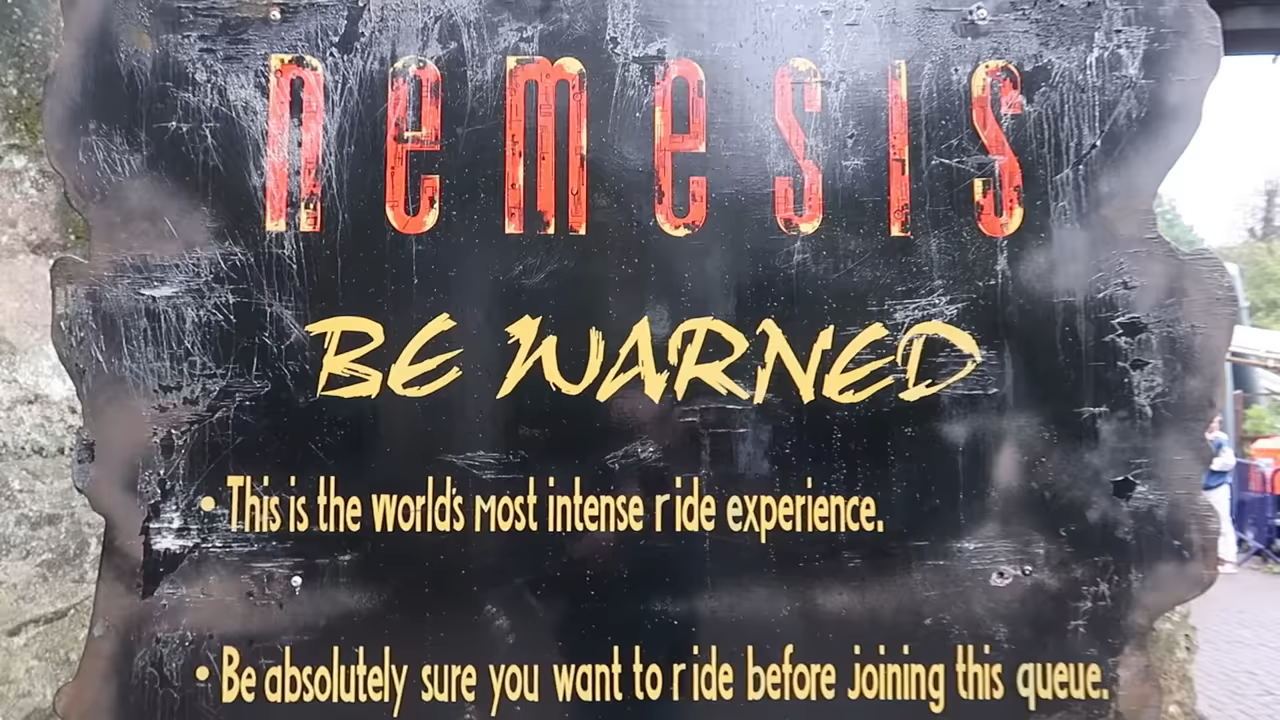 nemesis
BE WARNED
• This is the world's most intense ride experience.
• Be absolutely sure you want to ride before joining this queue.